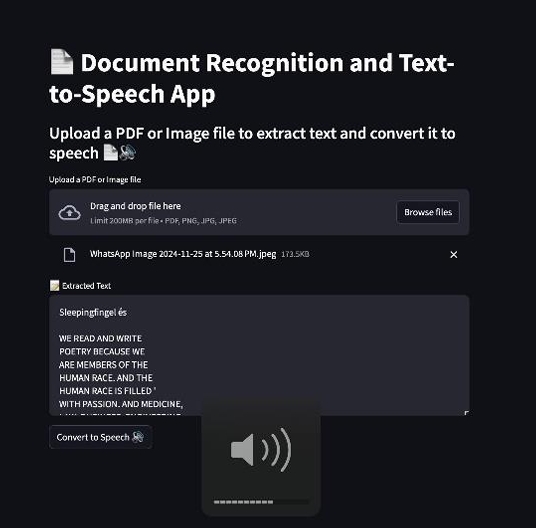 Document Recognition and Text-
to-Speech App
Upload a PDF or Image file to extract text and convert it to
speech
Upload a PDF or Image file
Drag and drop file here
Limit 200MB per file • PDF, PNG, JPG, JPEG
Browse files
WhatsApp Image 2024-11-25 at 5.54.08 PM.jpeg 173.5KB
Extracted Text
Sleepingfingel és
WE READ AND WRITE
POETRY BECAUSE WE
ARE MEMBERS OF THE
HUMAN RACE. AND THE
HUMAN RACE IS FILLED '
WITH PASSION. AND MEDICINE,
Convert to Speech